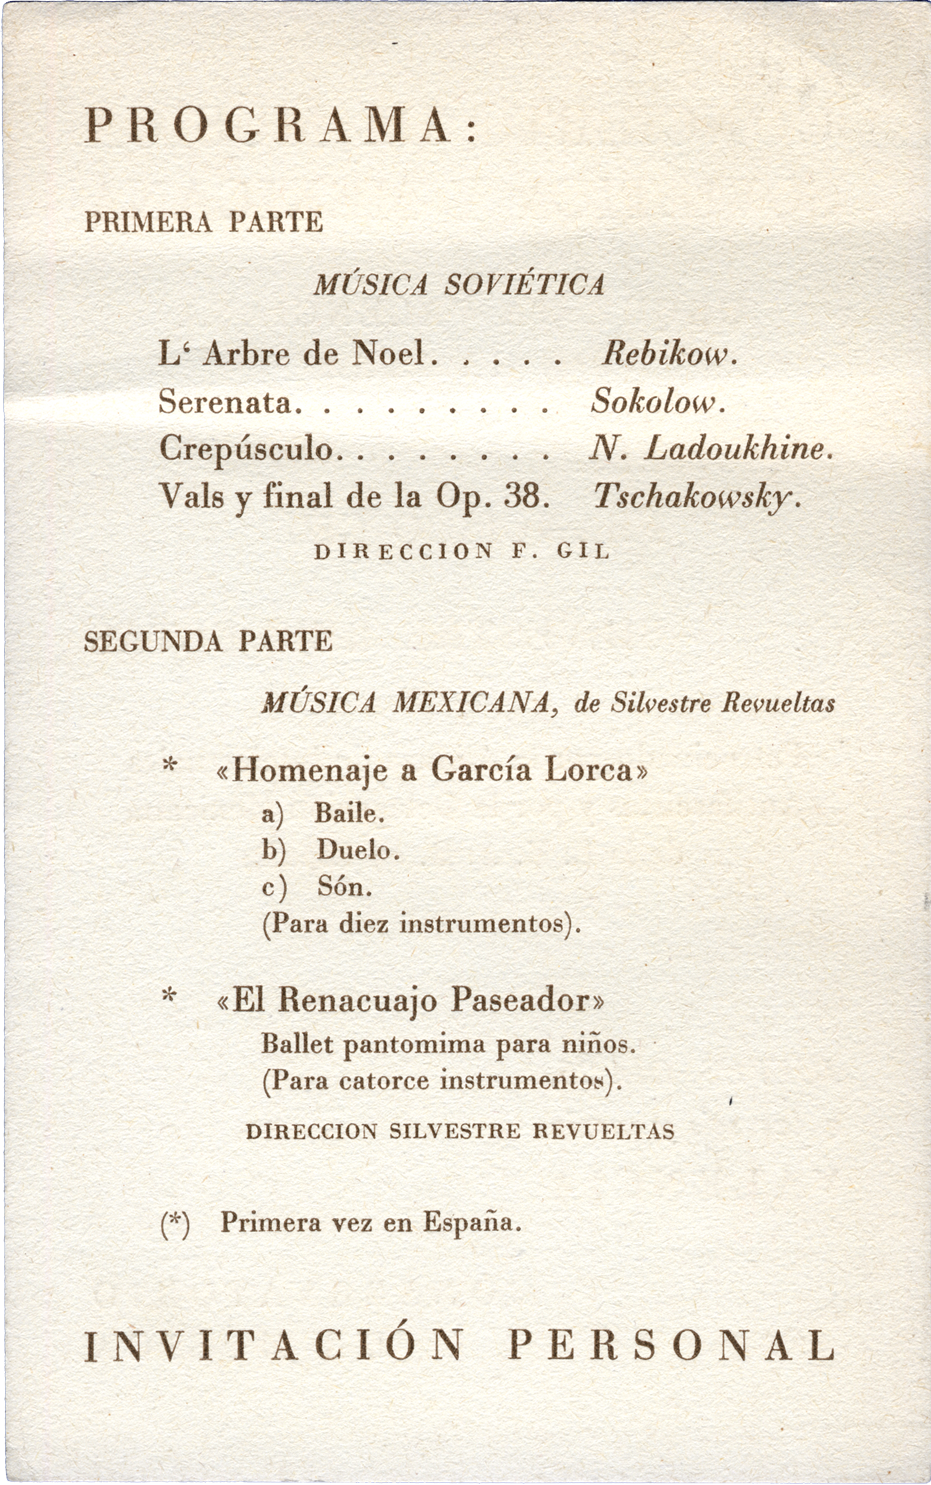 PROGRAMA:
PRIMERA PARTE
MÚSICA SOVIÉTICA
L‘ Arbre de Noel. . . . . Rebikow.
Serenata. . . . . . . . . Sokolow.
Crepúsculo. . . . . . . . N. Ladoukhine.
Vals y final de la Op. 38. Tschakowsky.
DIRECCION F. GIL
SEGUNDA PARTE
MÚSICA MEXICANA, de Silvestre Revueltas
* «Homenaje a García Lorca»
a) Baile.
b) Duelo.
c) Són.
(Para diez instrumentos).
* «El Renacuajo Paseador»
Ballet pantomima para niños.
(Para catorce instrumentos).
DIRECCION SILVESTRE REVUELTAS
(*) Primera vez en España.
INVITACIÓN PERSONAL